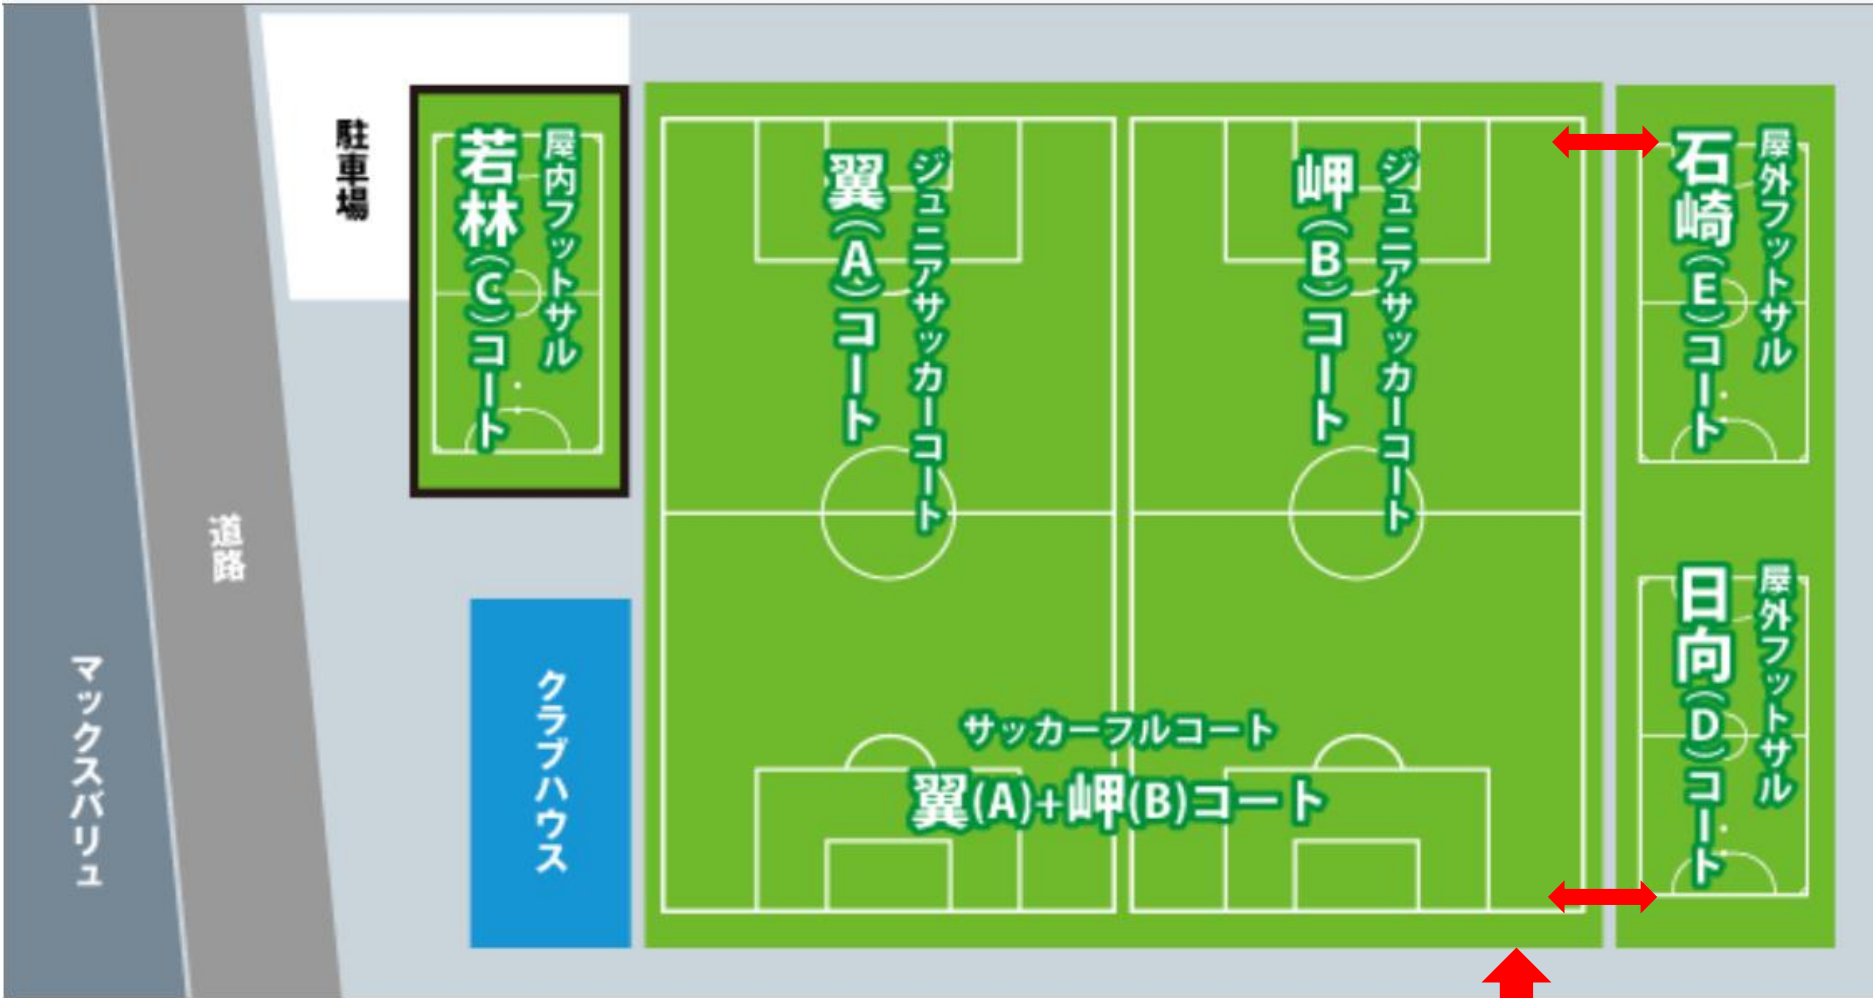 マックスバリュ
道路
駐車場
屋内フットサル
若林(C)コート
クラブハウス
ジュニアサッカーコート
翼(A)コート
ジュニアサッカーコート
岬(B)コート
サッカーフルコート
翼(A)+岬(B)コート
屋外フットサル
石崎(E)コート
屋外フットサル
日向(D)コート